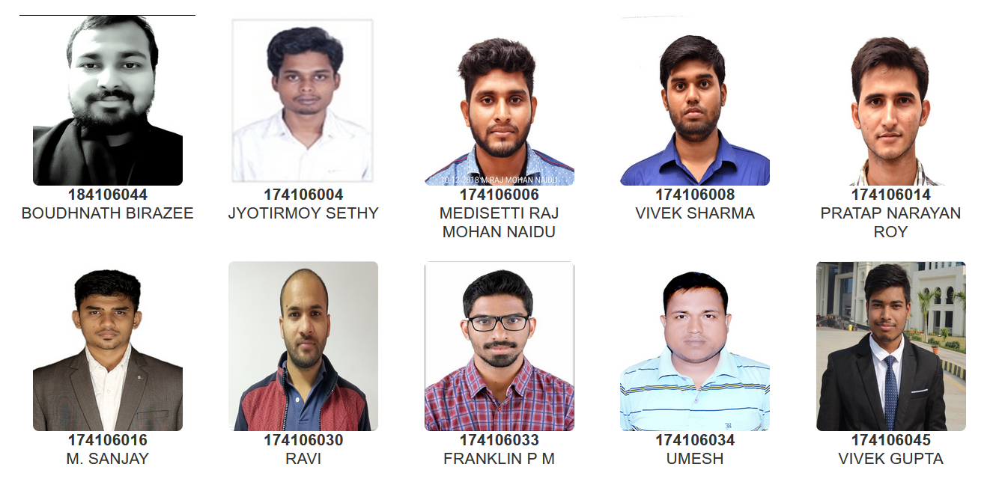 10-12-2018 M RAJ MOHAN NAIDU
184106044
BOUDHNATH BIRAZEE
174106004
JYOTIRMOY SETHY
174106006
MEDISETTI RAJ
MOHAN NAIDU
174106008
VIVEK SHARMA
174106014
PRATAP NARAYAN
ROY
174106016
M. SANJAY
174106030
RAVI
174106033
FRANKLIN P M
174106034
UMESH
174106045
VIVEK GUPTA